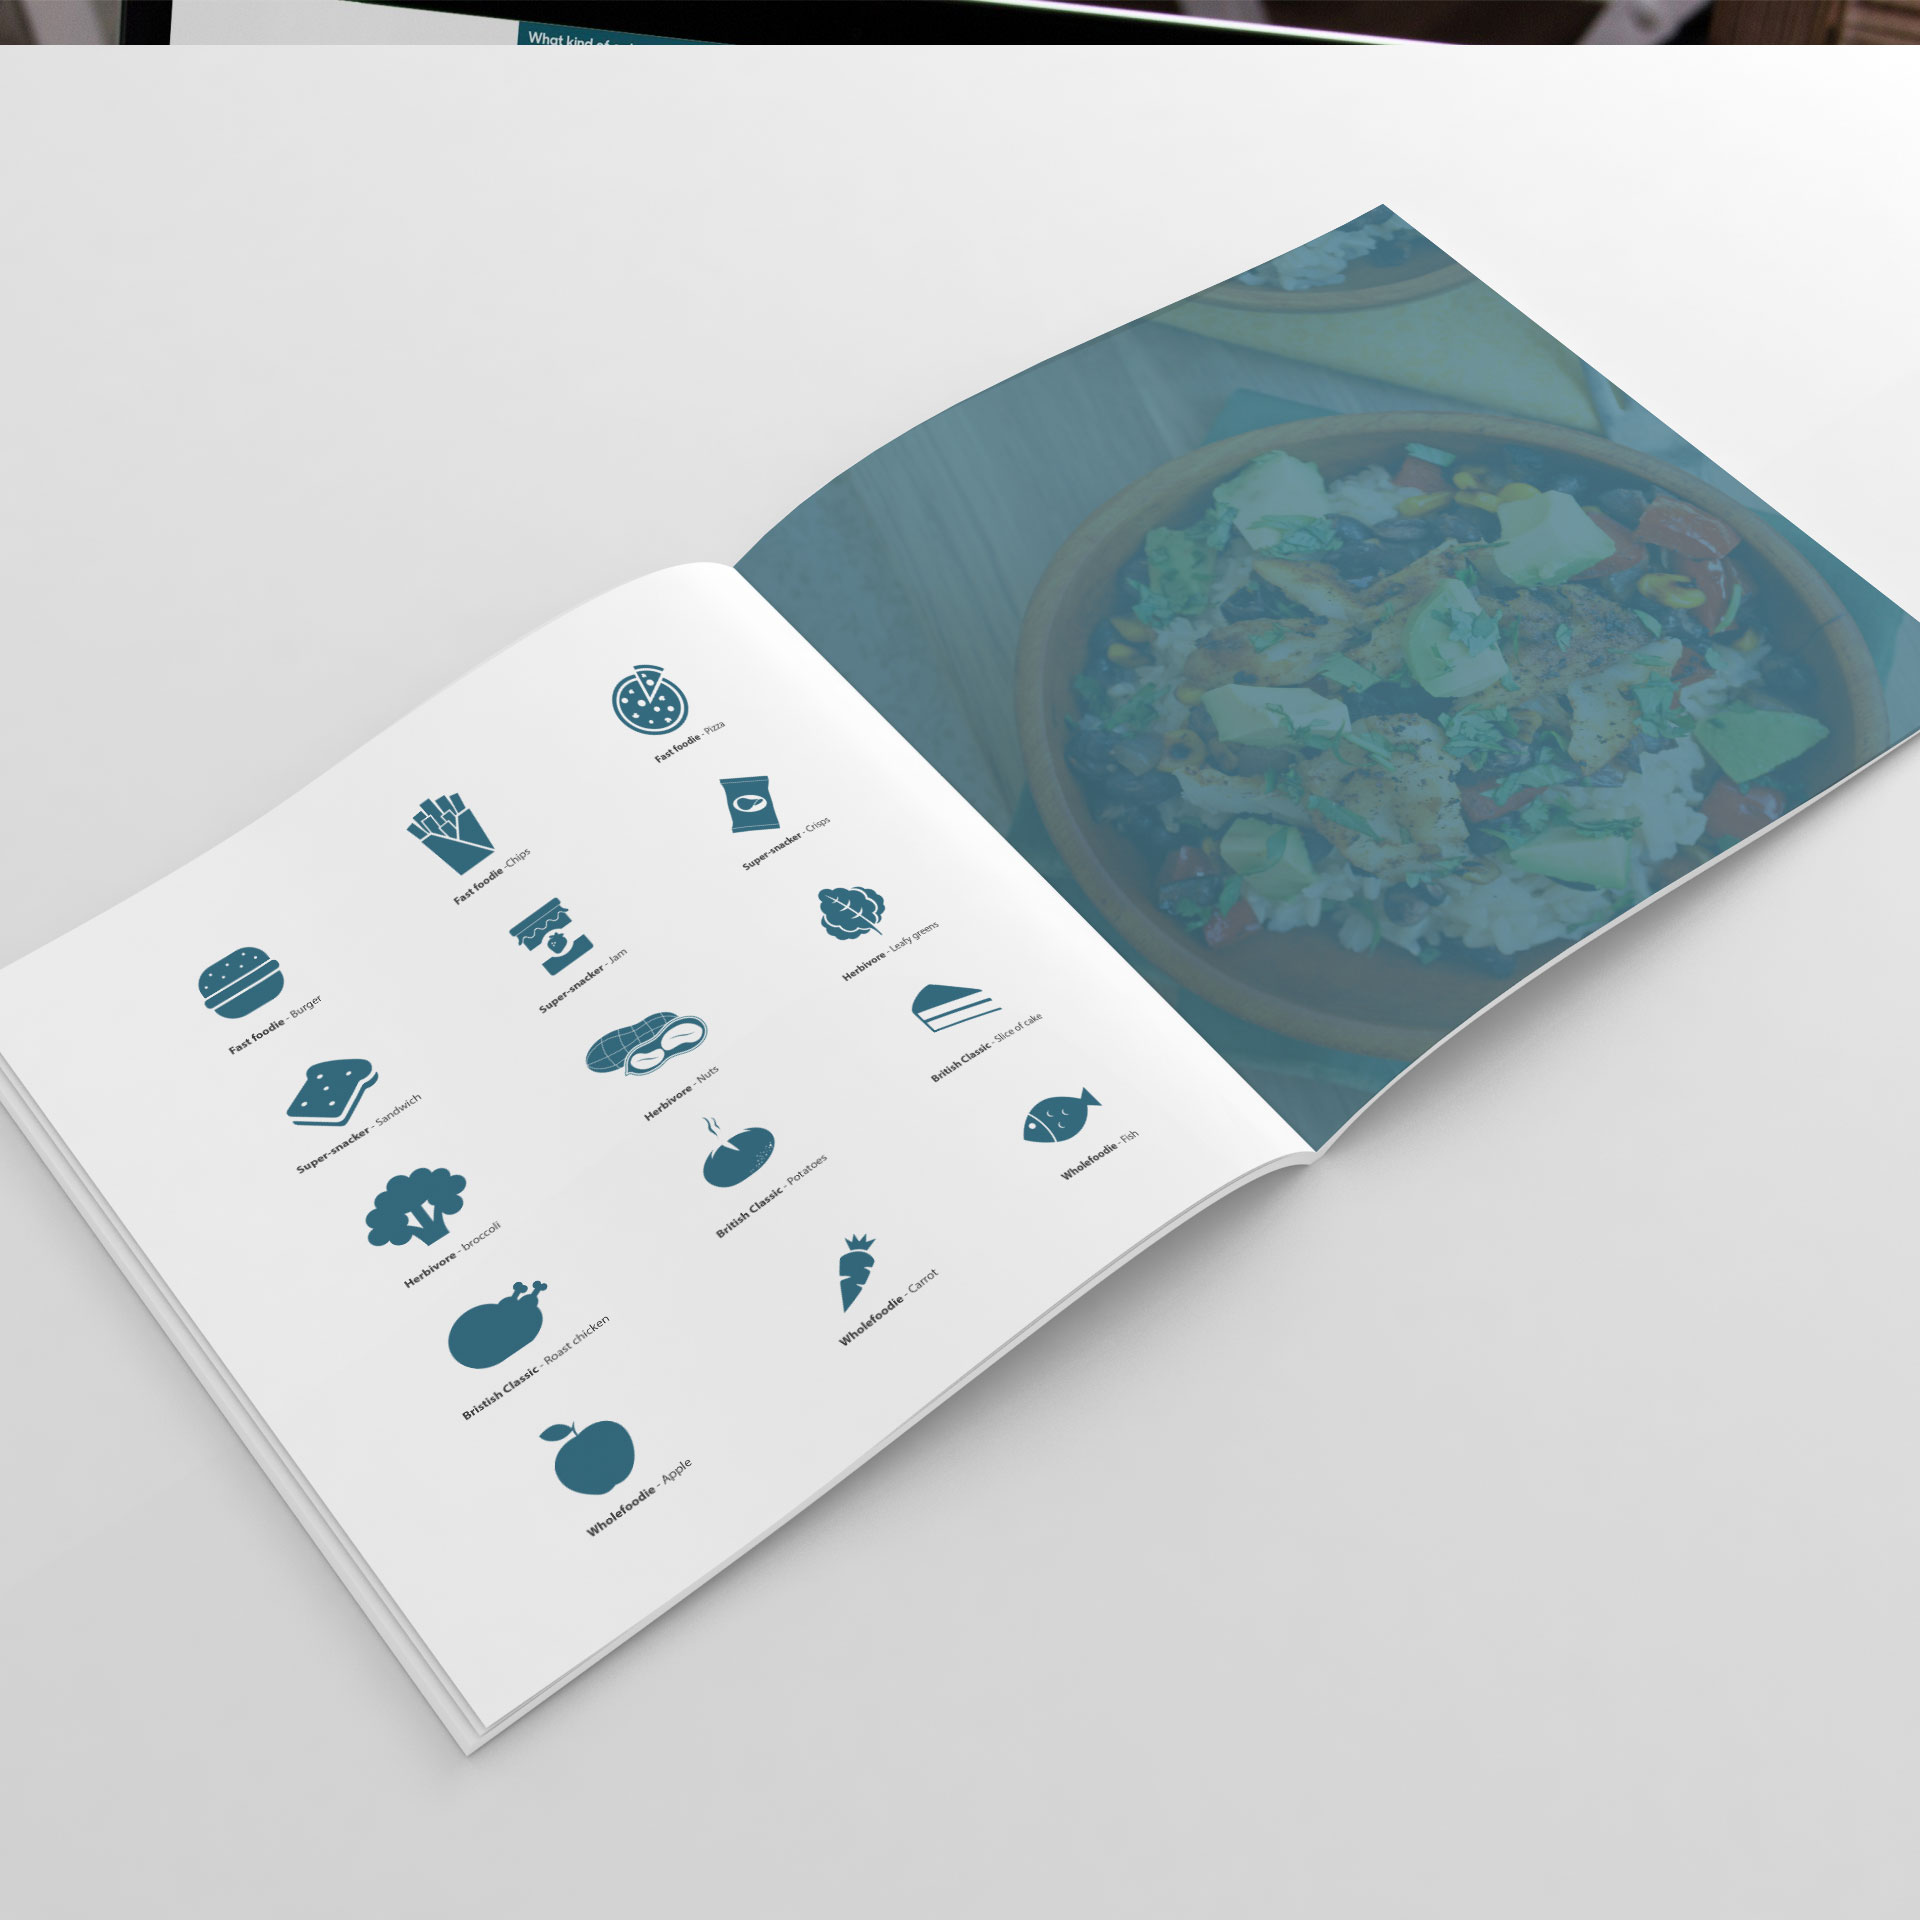 What kind of
Fast foodie - Burger
Fast foodie -Chips
Fast foodie - Pizza
Super-snacker - Sandwich
Super-snacker - Jam
Super-snacker - Crisps
Herbivore - broccoli
Herbivore - Nuts
Herbivore - Leafy greens
Bristish Classic - Roast chicken
British Classic - Potatoes
British Classic - Slice of cake
Wholefoodie - Apple
Wholefoodie - Carrot
Wholefoodie - Fish